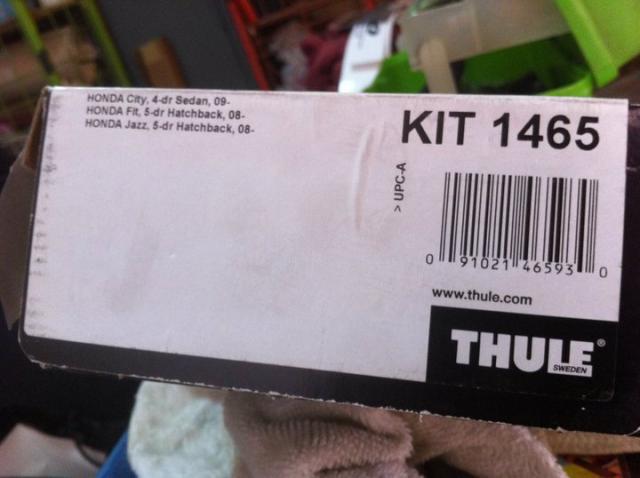 HONDA City, 4-dr Sedan, 09-
HONDA Fit, 5-dr Hatchback, 08-
HONDA Jazz, 5-dr Hatchback, 08-
KIT 1465
> UPC-A
0 91021 46593 0
www.thule.com
THULE®
SWEDEN